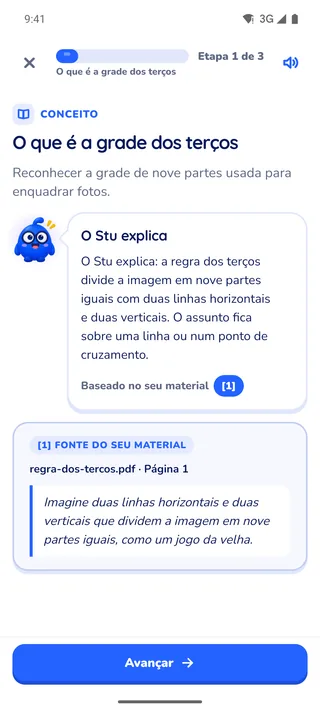 9:41
3G
Etapa 1 de 3
O que é a grade dos terços
CONCEITO
O que é a grade dos terços
Reconhecer a grade de nove partes usada para
enquadrar fotos.
O Stu explica
O Stu explica: a regra dos terços
divide a imagem em nove partes
iguais com duas linhas horizontais
e duas verticais. O assunto fica
sobre uma linha ou num ponto de
cruzamento.
Baseado no seu material [1]
[1] FONTE DO SEU MATERIAL
regra-dos-tercos.pdf · Página 1
Imagine duas linhas horizontais e duas
verticais que dividem a imagem em nove
partes iguais, como um jogo da velha.
Avançar →